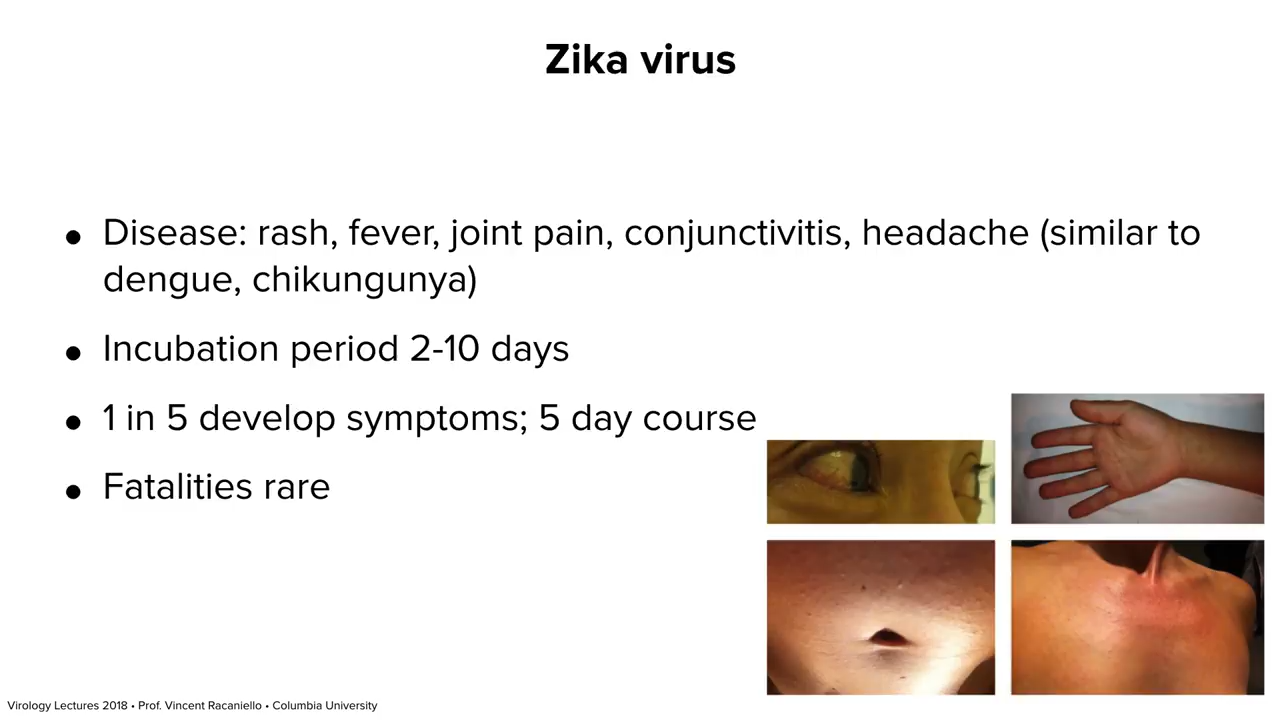 Zika virus
• Disease: rash, fever, joint pain, conjunctivitis, headache (similar to
dengue, chikungunya)
• Incubation period 2-10 days
• 1 in 5 develop symptoms; 5 day course
• Fatalities rare
Virology Lectures 2018 • Prof. Vincent Racaniello • Columbia University